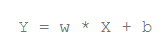 Y = w * X + b